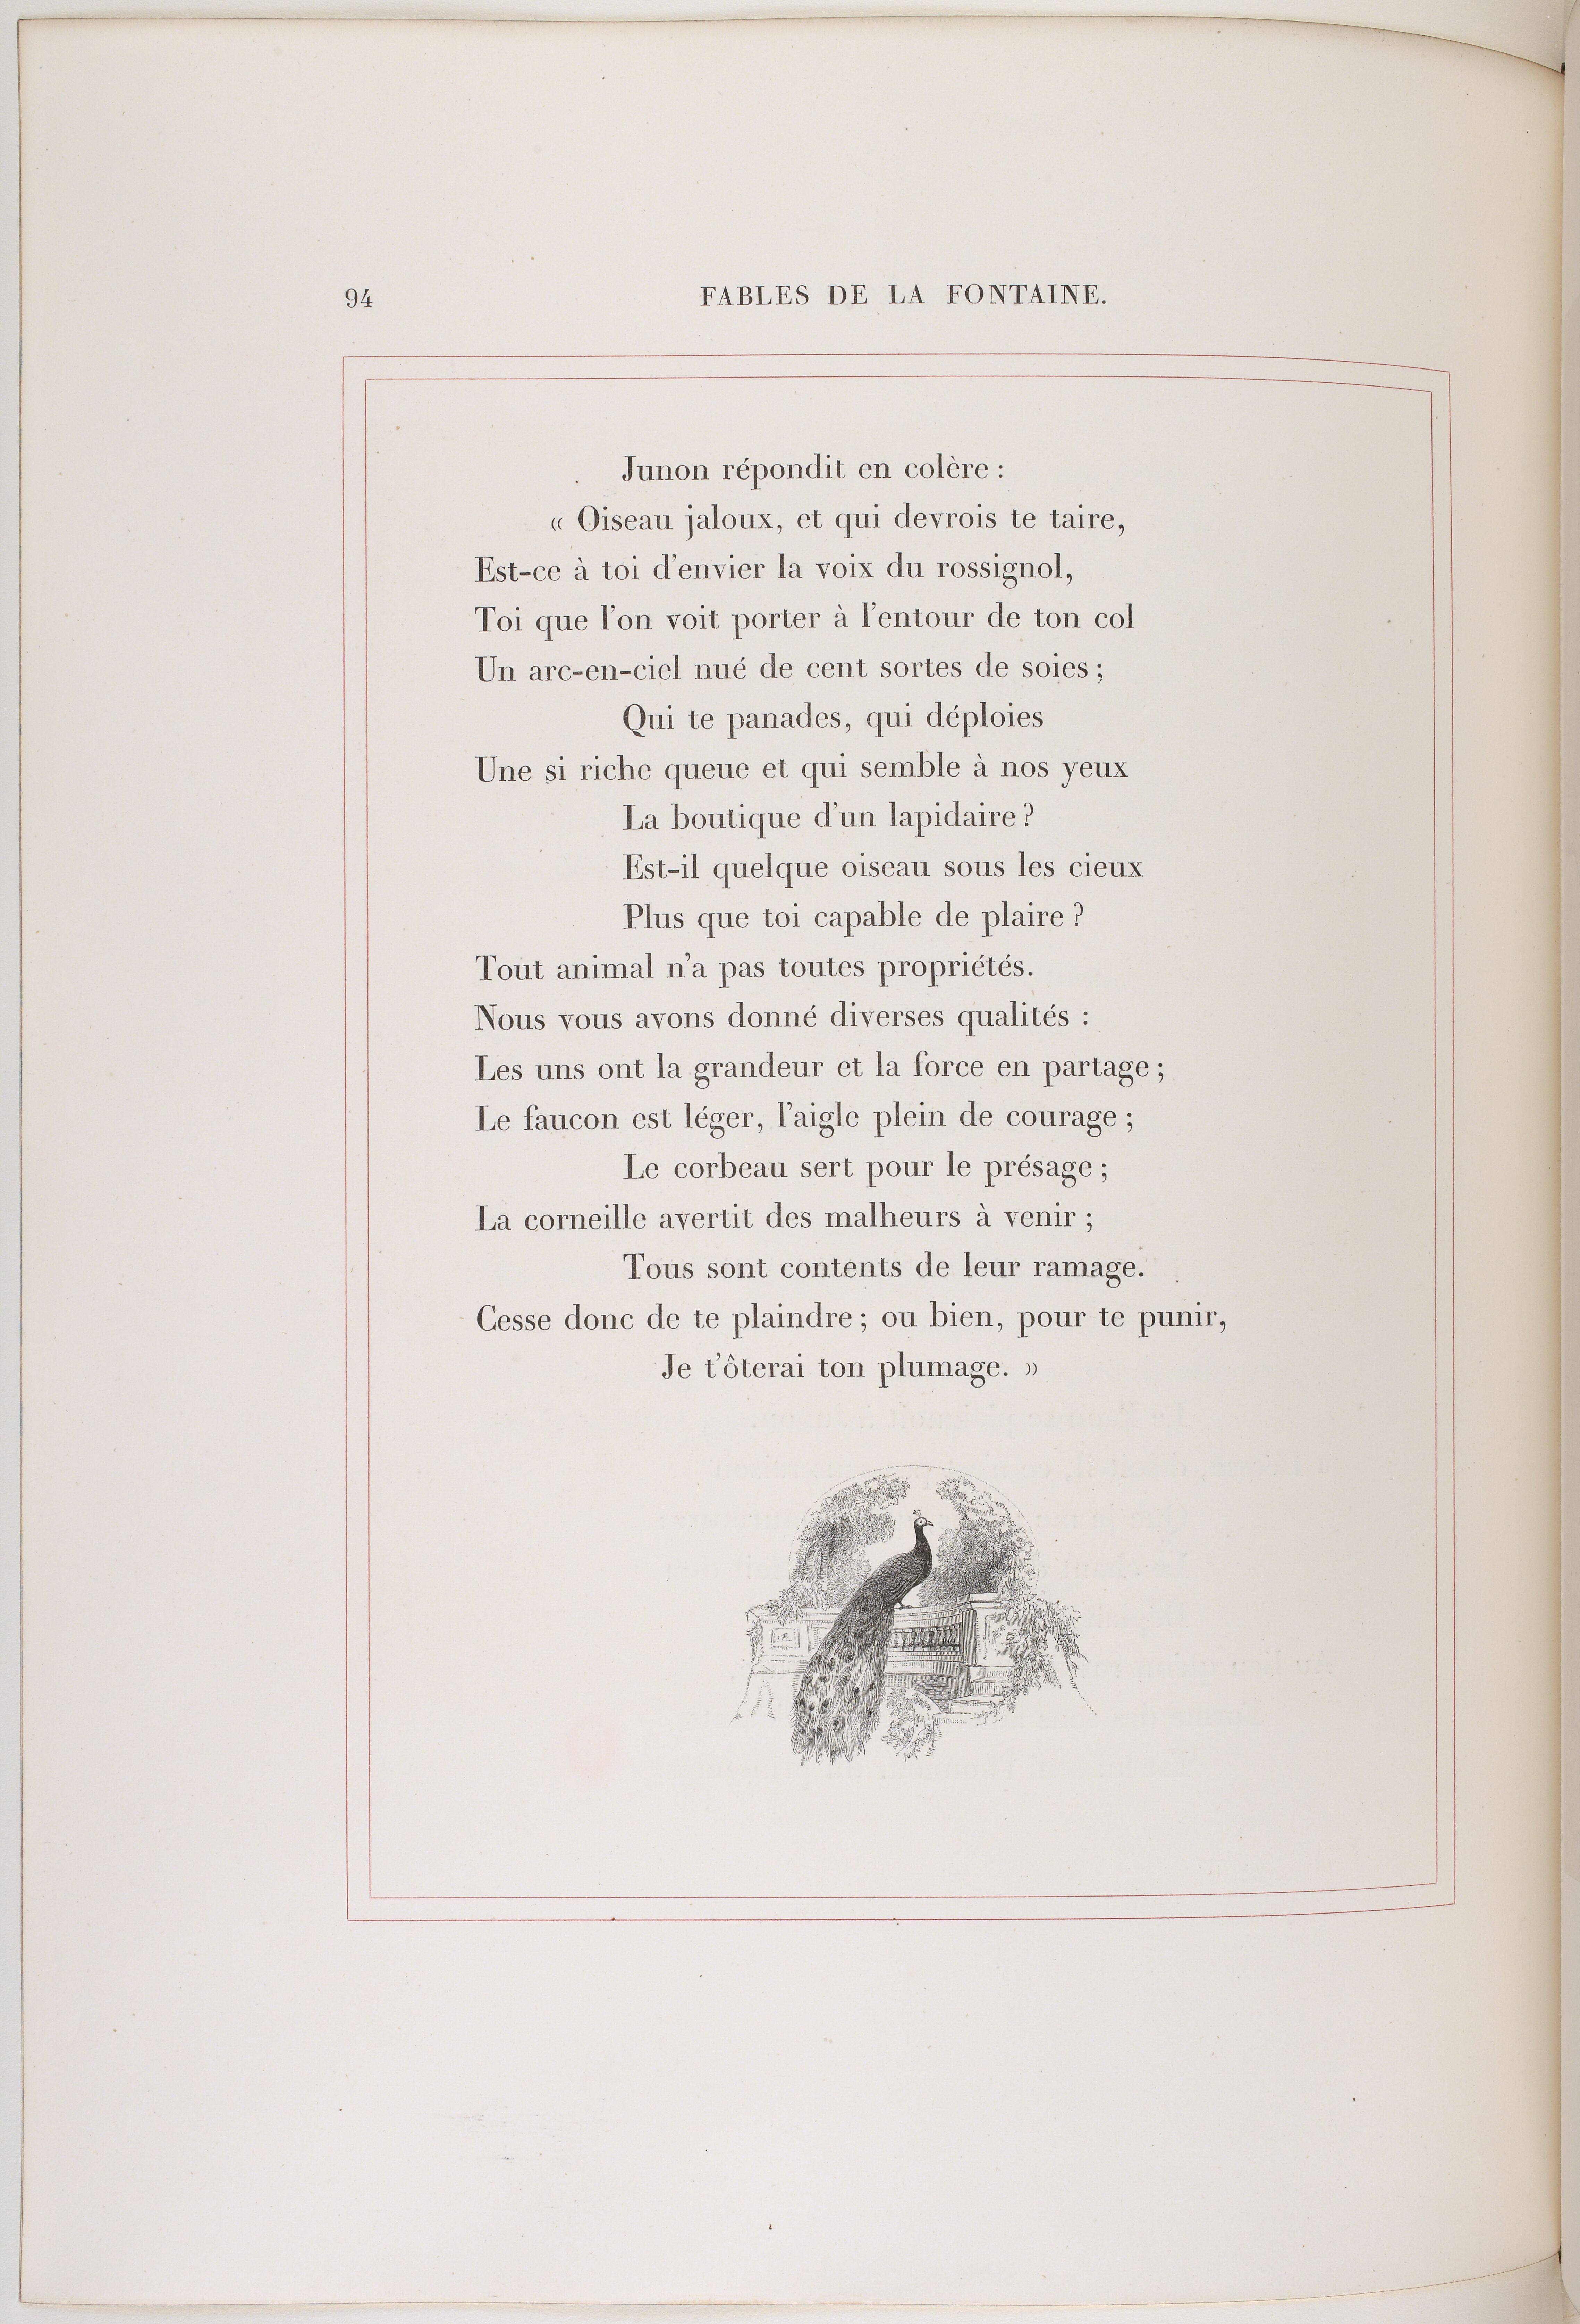 94
FABLES DE LA FONTAINE.
Junon répondit en colère :
« Oiseau jaloux, et qui devrois te taire,
Est-ce à toi d'envier la voix du rossignol,
Toi que l'on voit porter à l'entour de ton col
Un arc-en-ciel nué de cent sortes de soies ;
Qui te panades, qui déploies
Une si riche queue et qui semble à nos yeux
La boutique d'un lapidaire ?
Est-il quelque oiseau sous les cieux
Plus que toi capable de plaire ?
Tout animal n'a pas toutes propriétés.
Nous vous avons donné diverses qualités :
Les uns ont la grandeur et la force en partage ;
Le faucon est léger, l'aigle plein de courage ;
Le corbeau sert pour le présage ;
La corneille avertit des malheurs à venir ;
Tous sont contents de leur ramage.
Cesse donc de te plaindre ; ou bien, pour te punir,
Je t'ôterai ton plumage. »